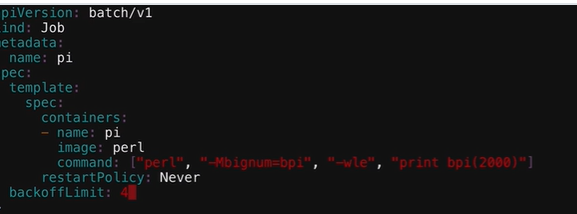 piVersion: batch/v1
ind: Job
etadata:
name: pi
pec:
template:
spec:
containers:
- name: pi
image: perl
command: ["perl", "-Mbignum=bpi", "-wle", "print bpi(2000)"]
restartPolicy: Never
backoffLimit: 4